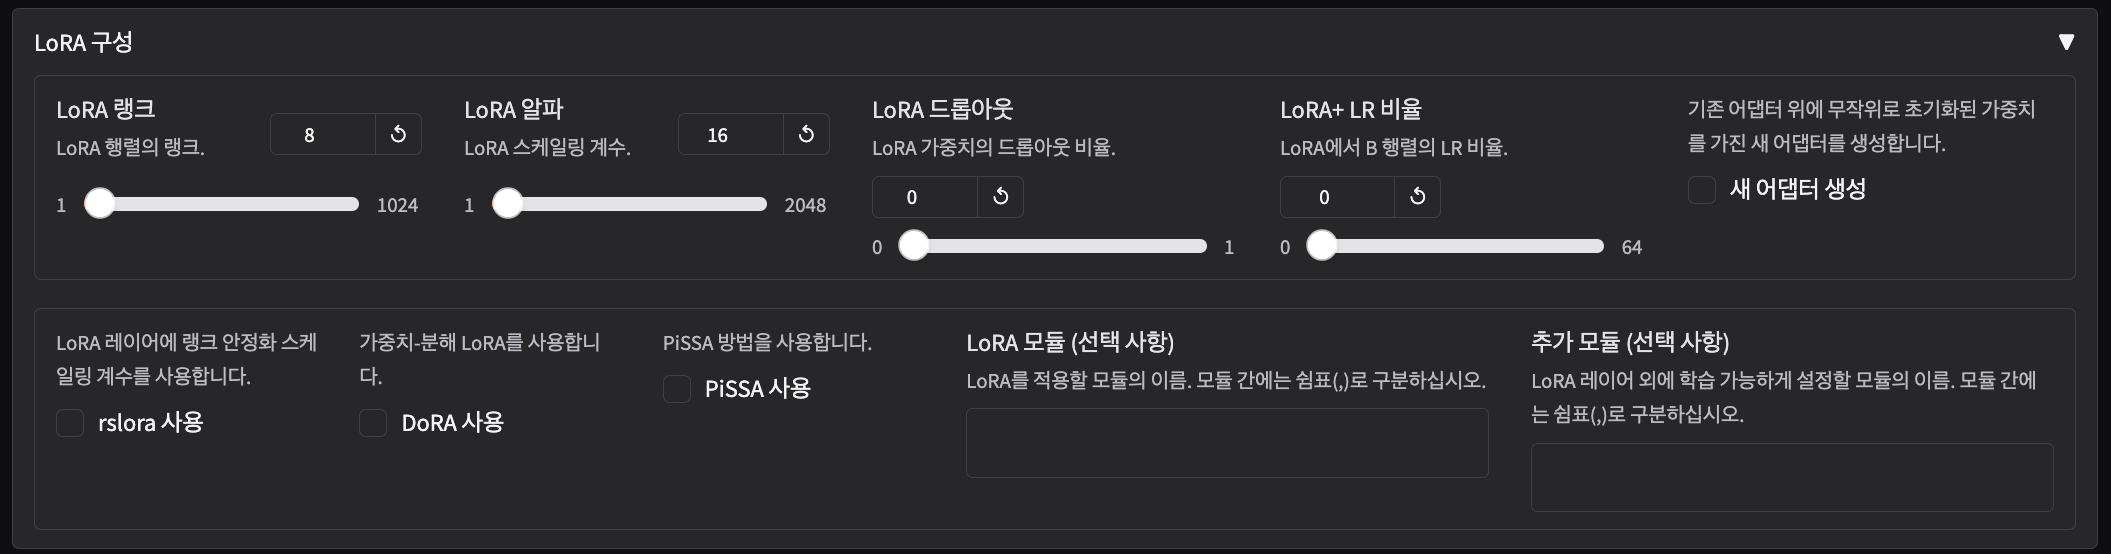 LoRA 구성
▼
LoRA 랭크
LoRA 행렬의 랭크.
8
1
1024
LoRA 알파
LoRA 스케일링 계수.
16
1
2048
LoRA 드롭아웃
LoRA 가중치의 드롭아웃 비율.
0
0
1
LoRA+ LR 비율
LoRA에서 B 행렬의 LR 비율.
0
0
64
기존 어댑터 위에 무작위로 초기화된 가중치
를 가진 새 어댑터를 생성합니다.
새 어댑터 생성
LoRA 레이어에 랭크 안정화 스케
일링 계수를 사용합니다.
rslora 사용
가중치-분해 LoRA를 사용합니
다.
DoRA 사용
PiSSA 방법을 사용합니다.
PiSSA 사용
LoRA 모듈 (선택 사항)
LoRA를 적용할 모듈의 이름. 모듈 간에는 쉼표(,)로 구분하십시오.
추가 모듈 (선택 사항)
LoRA 레이어 외에 학습 가능하게 설정할 모듈의 이름. 모듈 간에
는 쉼표(,)로 구분하십시오.